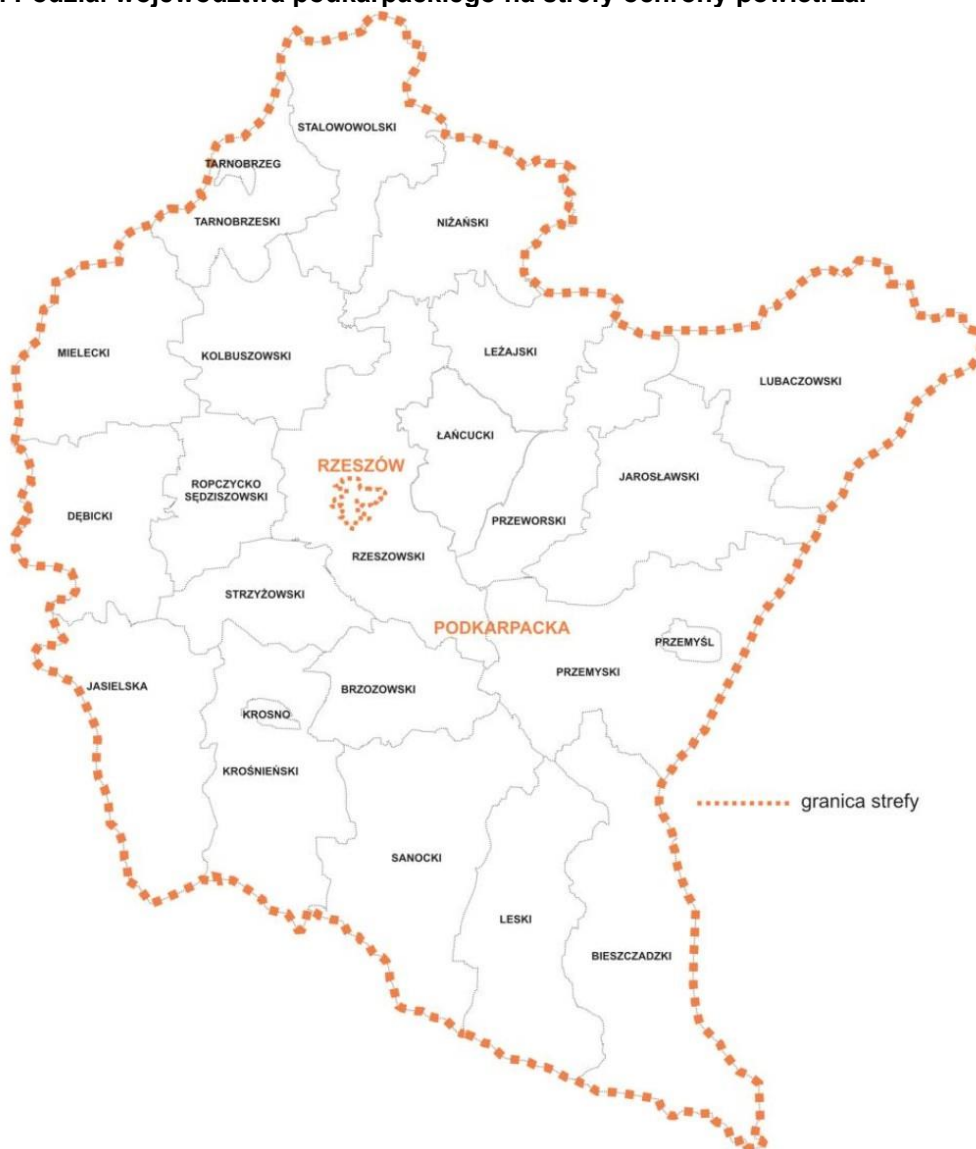 Podział województwa podkarpackiego na strefy ochrony powietrza.
STALOWOWOLSKI
TARNOBRZEG
TARNOBRZESKI
NIŻAŃSKI
MIELECKI
KOLBUSZOWSKI
LEŻAJSKI
LUBACZOWSKI
ŁAŃCUCKI
RZESZÓW
JAROSŁAWSKI
ROPCZYCKO
SĘDZISZOWSKI
DĘBICKI
PRZEWORSKI
RZESZOWSKI
STRZYŻOWSKI
PODKARPACKA
PRZEMYŚL
PRZEMYSKI
JASIELSKA
BRZOZOWSKI
KROSNO
KROŚNIEŃSKI
granica strefy
SANOCKI
LESKI
BIESZCZADZKI